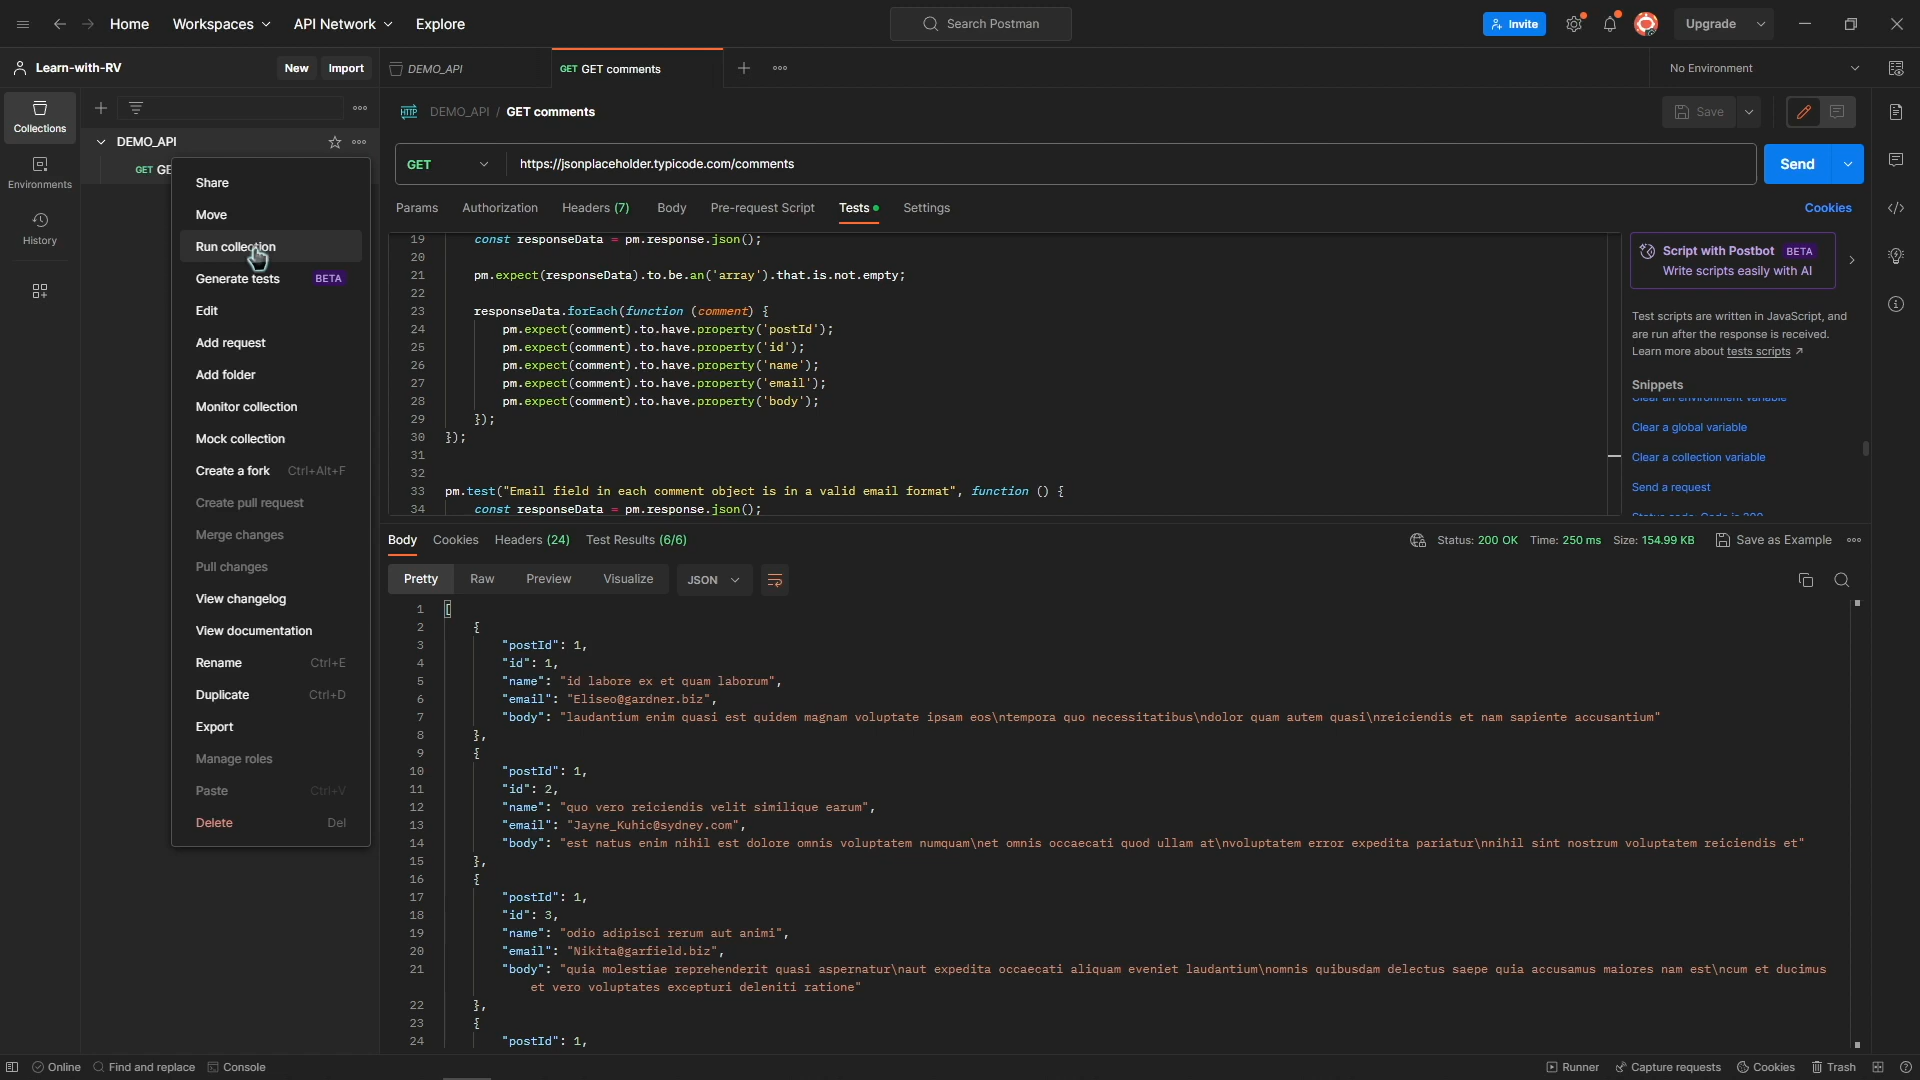 Home Workspaces API Network Explore Search Postman Invite Upgrade
Learn-with-RV New Import DEMO_API GET GET comments No Environment
Collections
Environments
History
DEMO_API
GET GE
Share
Move
Run collection
Generate tests BETA
Edit
Add request
Add folder
Monitor collection
Mock collection
Create a fork Ctrl+Alt+F
Create pull request
Merge changes
Pull changes
View changelog
View documentation
Rename Ctrl+E
Duplicate Ctrl+D
Export
Manage roles
Paste Ctrl+V
Delete Del
HTTP DEMO_API / GET comments Save
GET https://jsonplaceholder.typicode.com/comments Send
Params Authorization Headers (7) Body Pre-request Script Tests Settings Cookies
19 const responseData = pm.response.json();
20
21 pm.expect(responseData).to.be.an('array').that.is.not.empty;
22
23 responseData.forEach(function (comment) {
24 pm.expect(comment).to.have.property('postId');
25 pm.expect(comment).to.have.property('id');
26 pm.expect(comment).to.have.property('name');
27 pm.expect(comment).to.have.property('email');
28 pm.expect(comment).to.have.property('body');
29 });
30 });
31
32
33 pm.test("Email field in each comment object is in a valid email format", function () {
34 const responseData = pm.response.json();
Script with Postbot BETA
Write scripts easily with AI
Test scripts are written in JavaScript, and
are run after the response is received.
Learn more about tests scripts ↗
Snippets
Clear an environment variable
Clear a global variable
Clear a collection variable
Send a request
Status code: Code is 200
Body Cookies Headers (24) Test Results (6/6) Status: 200 OK Time: 250 ms Size: 154.99 KB Save as Example
Pretty Raw Preview Visualize JSON
1 [
2 {
3 "postId": 1,
4 "id": 1,
5 "name": "id labore ex et quam laborum",
6 "email": "Eliseo@gardner.biz",
7 "body": "laudantium enim quasi est quidem magnam voluptate ipsam eos\ntempora quo necessitatibus\ndolor quam autem quasi\nreiciendis et nam sapiente accusantium"
8 },
9 {
10 "postId": 1,
11 "id": 2,
12 "name": "quo vero reiciendis velit similique earum",
13 "email": "Jayne_Kuhic@sydney.com",
14 "body": "est natus enim nihil est dolore omnis voluptatem numquam\net omnis occaecati quod ullam at\nvoluptatem error expedita pariatur\nnihil sint nostrum voluptatem reiciendis et"
15 },
16 {
17 "postId": 1,
18 "id": 3,
19 "name": "odio adipisci rerum aut animi",
20 "email": "Nikita@garfield.biz",
21 "body": "quia molestiae reprehenderit quasi aspernatur\naut expedita occaecati aliquam eveniet laudantium\nomnis quibusdam delectus saepe quia accusamus maiores nam est\ncum et ducimus
et vero voluptates excepturi deleniti ratione"
22 },
23 {
24 "postId": 1,
Online Find and replace Console Runner Capture requests Cookies Trash